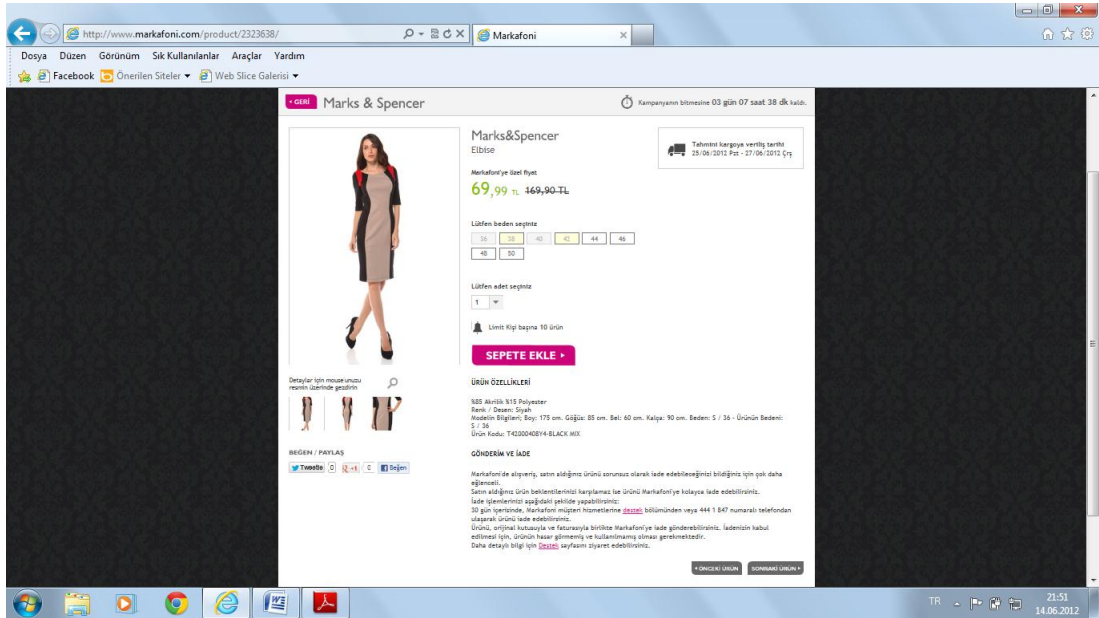 http://www.markafoni.com/product/2323638/
Markafoni
Dosya Düzen Görünüm Sık Kullanılanlar Araçlar Yardım
Facebook Önerilen Siteler Web Slice Galerisi
GERİ Marks & Spencer
Kampanyanın bitmesine 03 gün 07 saat 38 dk kaldı.
Marks&Spencer
Elbise
Tahmini kargoya veriliş tarihi
25/06/2012 Pzt - 27/06/2012 Çrş
Markafoni'ye özel fiyat
69,99 TL 169,90 TL
Lütfen beden seçiniz
36 38 40 42 44 46
48 50
Lütfen adet seçiniz
1
Limit Kişi başına 10 ürün
SEPETE EKLE
Detaylar için mouse unuzu
resmin üzerinde gezdirin
ÜRÜN ÖZELLİKLERİ
%85 Akrilik %15 Polyester
Renk / Desen: Siyah
Modelin Bilgileri; Boy: 175 cm. Göğüs: 85 cm. Bel: 60 cm. Kalça: 90 cm. Beden: S / 36 - Ürünün Bedeni:
S / 36
Ürün Kodu: T42000408Y4-BLACK MIX
BEĞEN / PAYLAŞ
Tweetle 0 +1 0 Beğen
GÖNDERİM VE İADE
Markafoni'de alışveriş, satın aldığınız ürünü sorunsuz olarak iade edebileceğinizi bildiğiniz için çok daha
eğlenceli.
Satın aldığınız ürün beklentilerinizi karşılamaz ise ürünü Markafoni'ye kolayca iade edebilirsiniz.
İade işlemlerinizi aşağıdaki şekilde yapabilirsiniz:
30 gün içerisinde, Markafoni müşteri hizmetlerine destek bölümünden veya 444 1 847 numaralı telefondan
ulaşarak ürünü iade edebilirsiniz.
Ürünü, orijinal kutusuyla ve faturasıyla birlikte Markafoni'ye iade gönderebilirsiniz. İadenizin kabul
edilmesi için, ürünün hasar görmemiş ve kullanılmamış olması gerekmektedir.
Daha detaylı bilgi için Destek sayfasını ziyaret edebilirsiniz.
ÖNCEKİ ÜRÜN SONRAKİ ÜRÜN
TR 21:51
14.06.2012